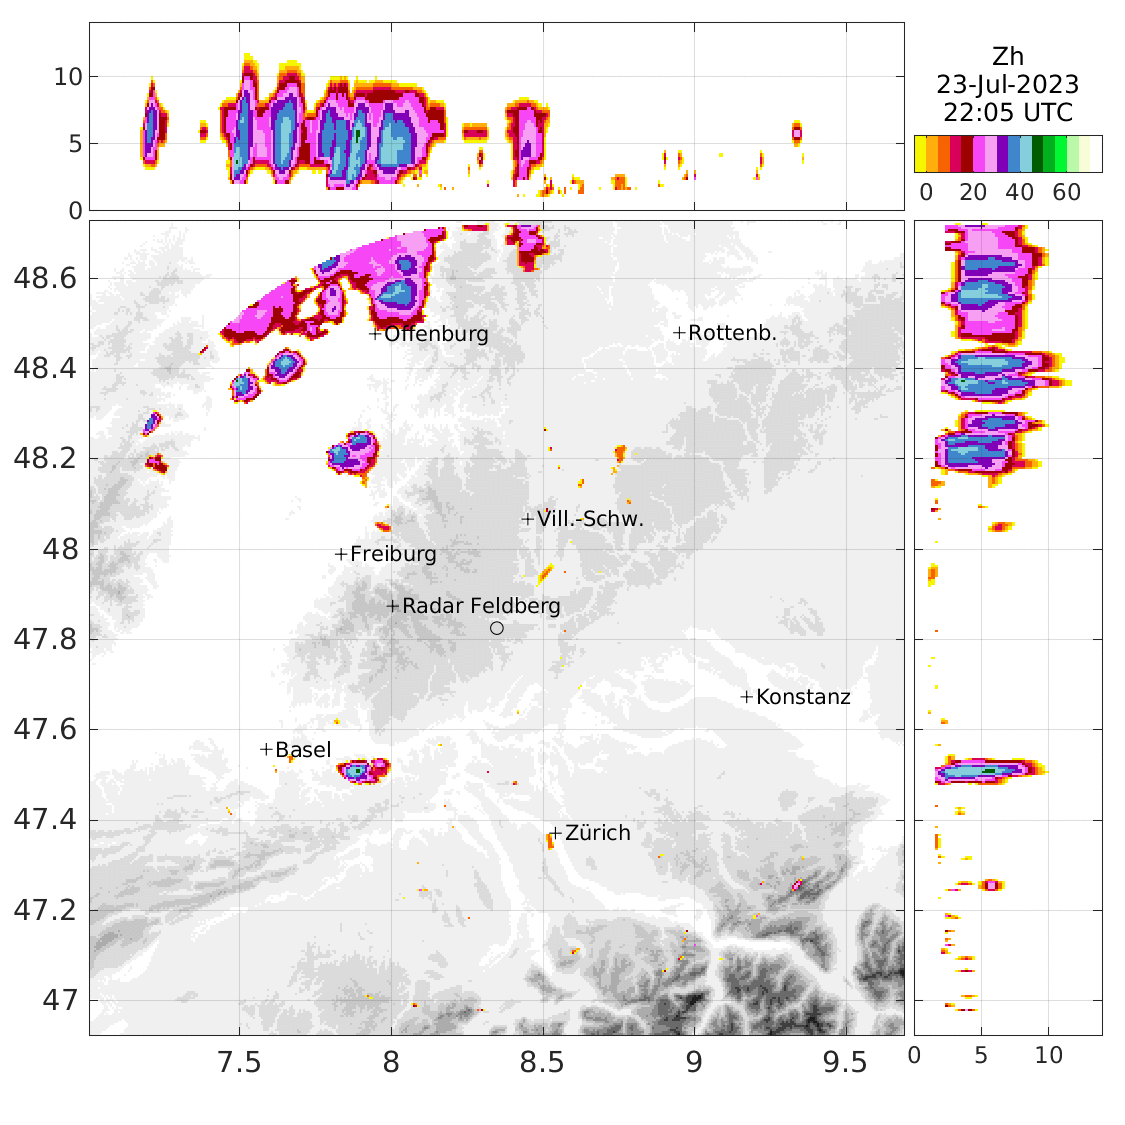 Zh
23-Jul-2023
22:05 UTC
0 20 40 60
10
5
0
48.6
48.4
48.2
48
47.8
47.6
47.4
47.2
47
Offenburg
Rottenb.
Vill.-Schw.
Freiburg
Radar Feldberg
Konstanz
Basel
Zürich
7.5 8 8.5 9 9.5
0 5 10